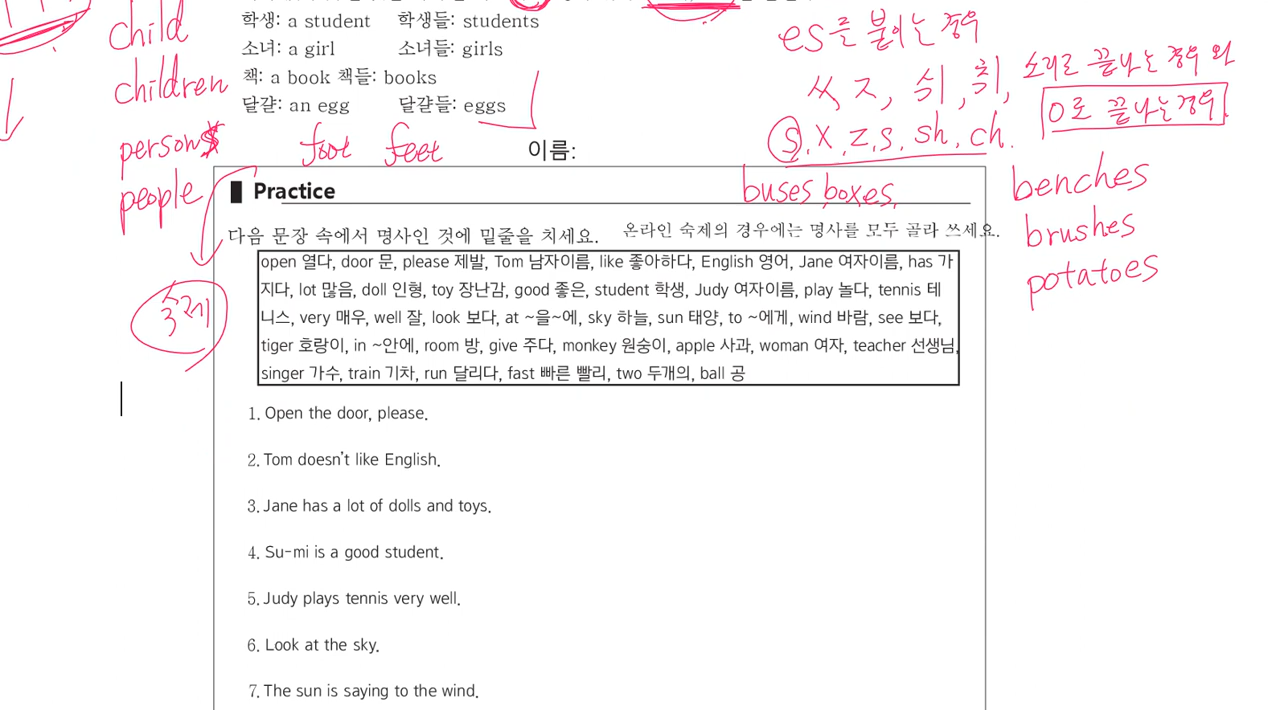 child
children
persons
people
학생: a student 학생들: students
소녀: a girl 소녀들: girls
책: a book 책들: books
달걀: an egg 달걀들: eggs
foot feet
이름:
es를 붙이는 경우
ㅆ, ㅈ, 쉬, 취, 소리로 끝나는 경우와
o로 끝나는 경우
s, x, z, s, sh, ch.
buses boxes,
benches
brushes
potatoes
숙제
Practice
다음 문장 속에서 명사인 것에 밑줄을 치세요. 온라인 숙제의 경우에는 명사를 모두 골라 쓰세요.
open 열다, door 문, please 제발, Tom 남자이름, like 좋아하다, English 영어, Jane 여자이름, has 가
지다, lot 많음, doll 인형, toy 장난감, good 좋은, student 학생, Judy 여자이름, play 놀다, tennis 테
니스, very 매우, well 잘, look 보다, at ~을~에, sky 하늘, sun 태양, to ~에게, wind 바람, see 보다,
tiger 호랑이, in ~안에, room 방, give 주다, monkey 원숭이, apple 사과, woman 여자, teacher 선생님,
singer 가수, train 기차, run 달리다, fast 빠른 빨리, two 두개의, ball 공
1. Open the door, please.
2. Tom doesn't like English.
3. Jane has a lot of dolls and toys.
4. Su-mi is a good student.
5. Judy plays tennis very well.
6. Look at the sky.
7. The sun is saying to the wind.